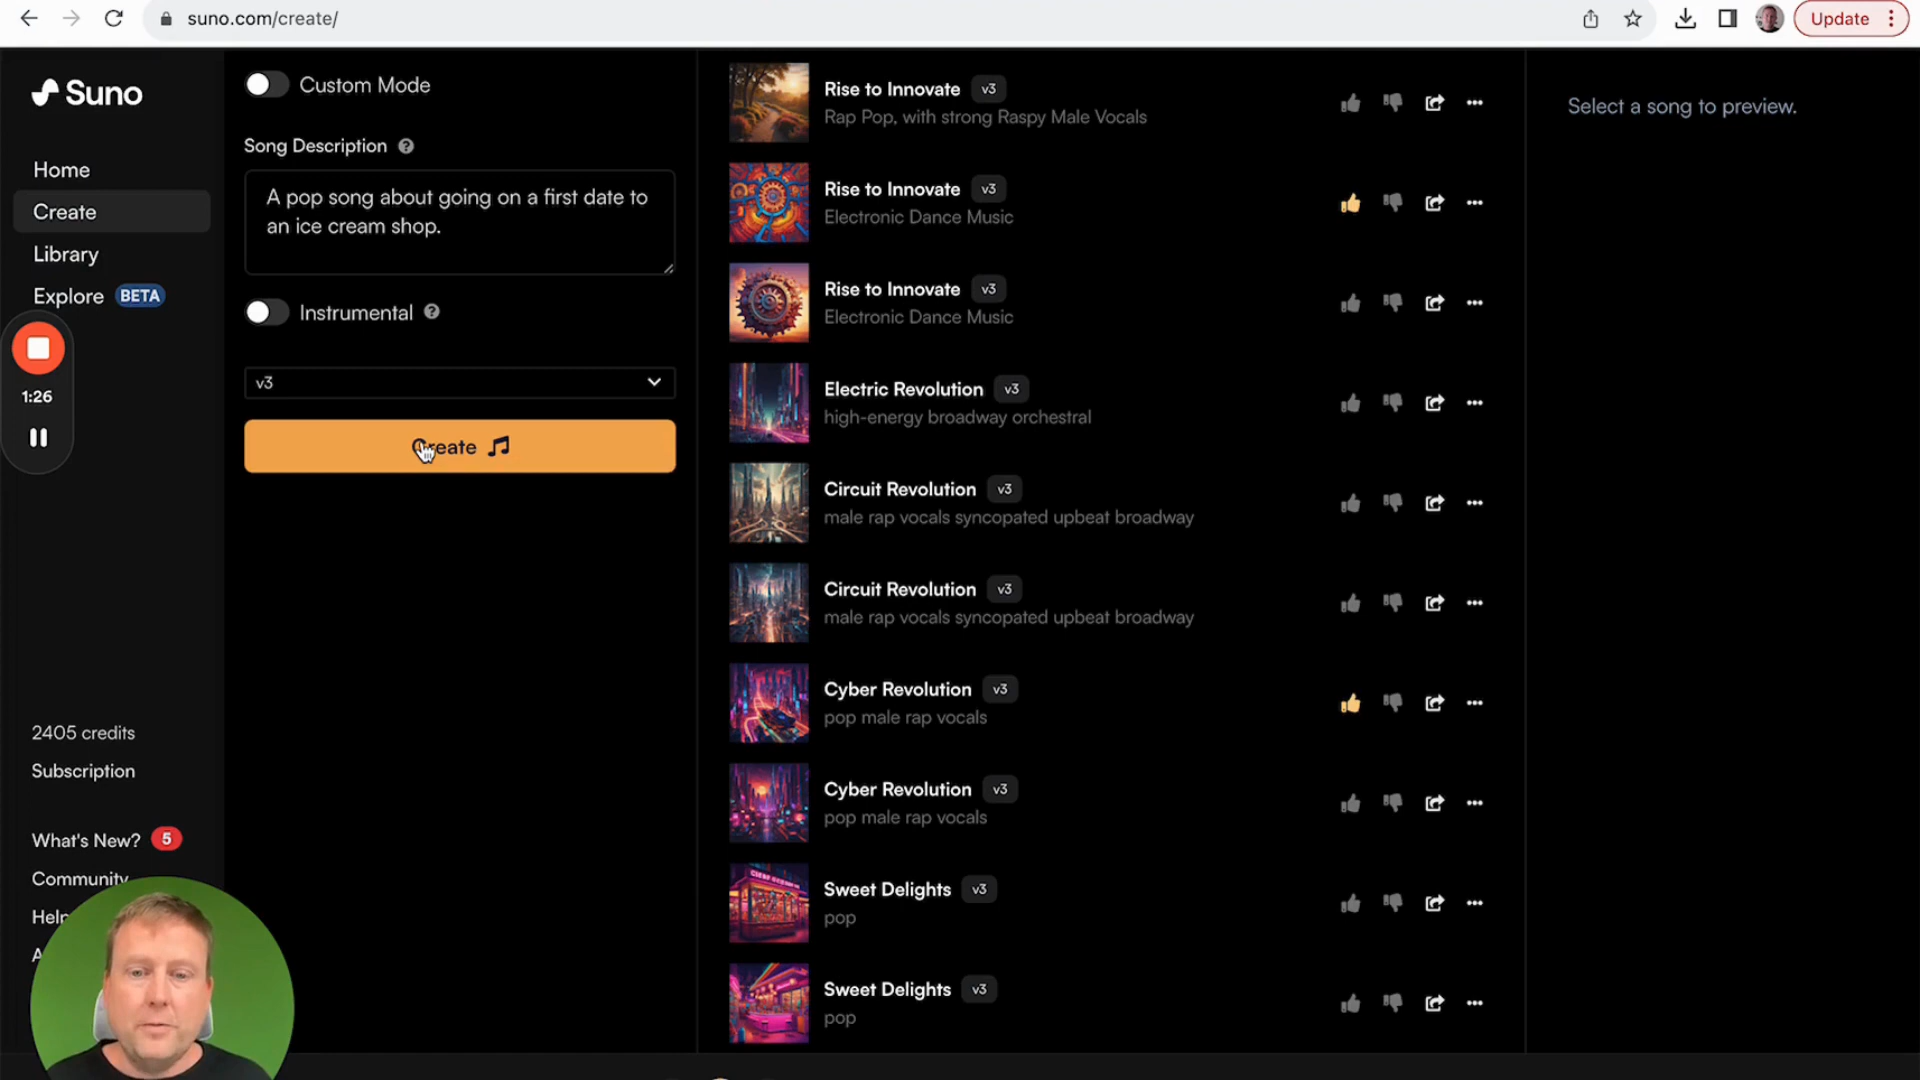 suno.com/create/
Update
Suno
Home
Create
Library
Explore BETA
1:26
2405 credits
Subscription
What's New? 5
Community
Help
A
Custom Mode
Song Description ?
A pop song about going on a first date to
an ice cream shop.
Instrumental ?
v3
Create
Rise to Innovate v3
Rap Pop, with strong Raspy Male Vocals
Rise to Innovate v3
Electronic Dance Music
Rise to Innovate v3
Electronic Dance Music
Electric Revolution v3
high-energy broadway orchestral
Circuit Revolution v3
male rap vocals syncopated upbeat broadway
Circuit Revolution v3
male rap vocals syncopated upbeat broadway
Cyber Revolution v3
pop male rap vocals
Cyber Revolution v3
pop male rap vocals
Sweet Delights v3
pop
Sweet Delights v3
pop
Select a song to preview.